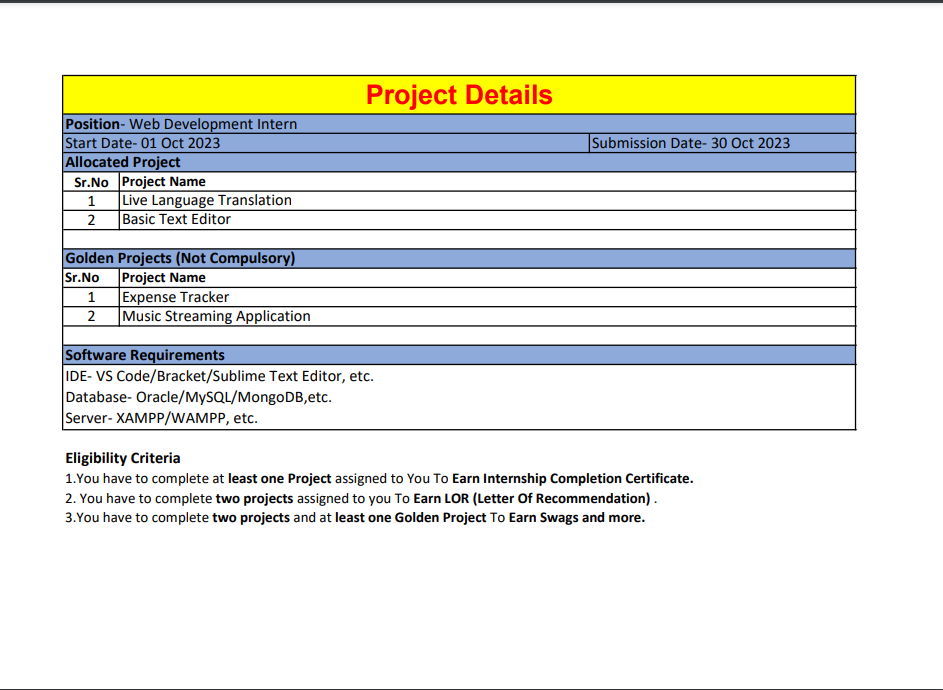 Project Details
Position- Web Development Intern
Start Date- 01 Oct 2023 Submission Date- 30 Oct 2023
Allocated Project
Sr.No Project Name
1 Live Language Translation
2 Basic Text Editor
Golden Projects (Not Compulsory)
Sr.No Project Name
1 Expense Tracker
2 Music Streaming Application
Software Requirements
IDE- VS Code/Bracket/Sublime Text Editor, etc.
Database- Oracle/MySQL/MongoDB,etc.
Server- XAMPP/WAMPP, etc.
Eligibility Criteria
1.You have to complete at least one Project assigned to You To Earn Internship Completion Certificate.
2. You have to complete two projects assigned to you To Earn LOR (Letter Of Recommendation) .
3.You have to complete two projects and at least one Golden Project To Earn Swags and more.